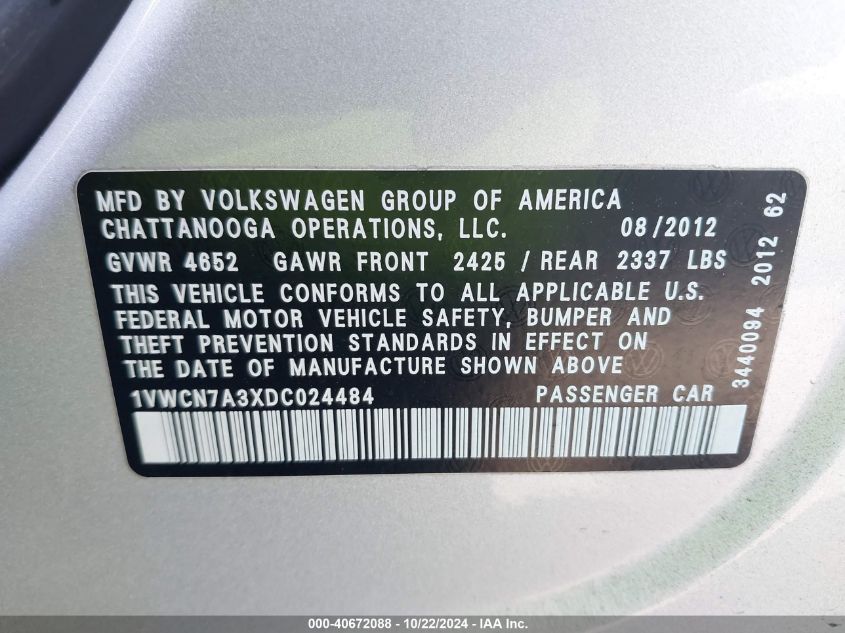 MFD BY VOLKSWAGEN GROUP OF AMERICA
CHATTANOOGA OPERATIONS, LLC. 08/2012
GVWR 4652 GAWR FRONT 2425 / REAR 2337 LBS
THIS VEHICLE CONFORMS TO ALL APPLICABLE U.S.
FEDERAL MOTOR VEHICLE SAFETY, BUMPER AND
THEFT PREVENTION STANDARDS IN EFFECT ON
THE DATE OF MANUFACTURE SHOWN ABOVE
1VWCN7A3XDC024484 PASSENGER CAR
3440094 2012 62
000-40672088 - 10/22/2024 - IAA Inc.